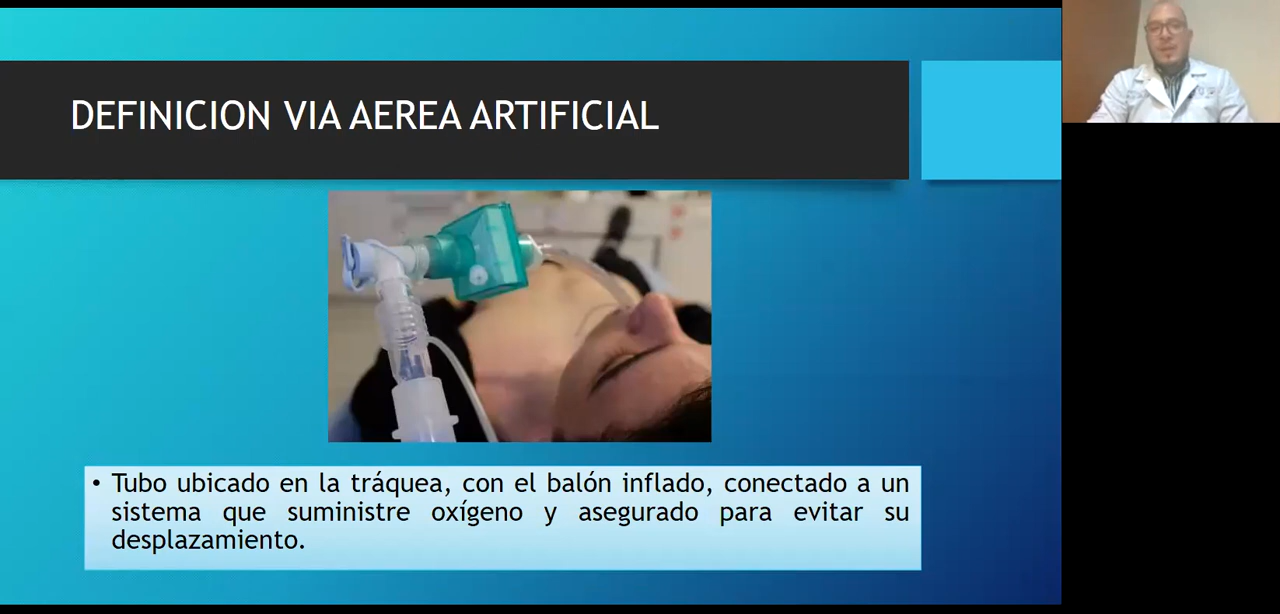 DEFINICION VIA AEREA ARTIFICIAL
• Tubo ubicado en la tráquea, con el balón inflado, conectado a un
sistema que suministre oxígeno y asegurado para evitar su
desplazamiento.